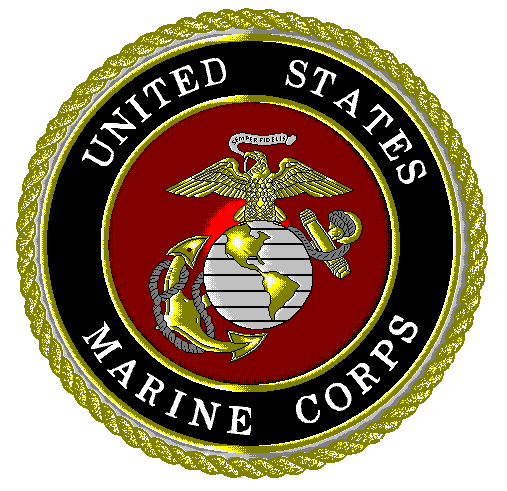 UNITED STATES
SEMPER FIDELIS
MARINE CORPS